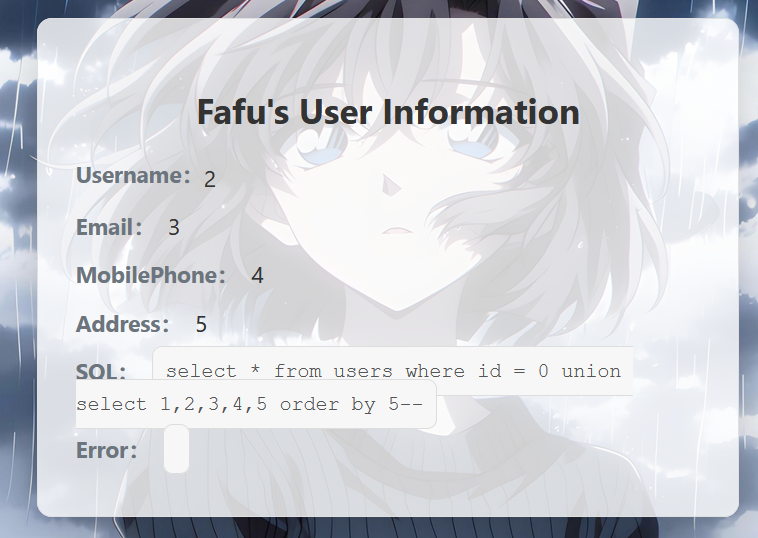 Fafu's User Information
Username： 2
Email： 3
MobilePhone： 4
Address： 5
SQL： select * from users where id = 0 union
select 1,2,3,4,5 order by 5--
Error：